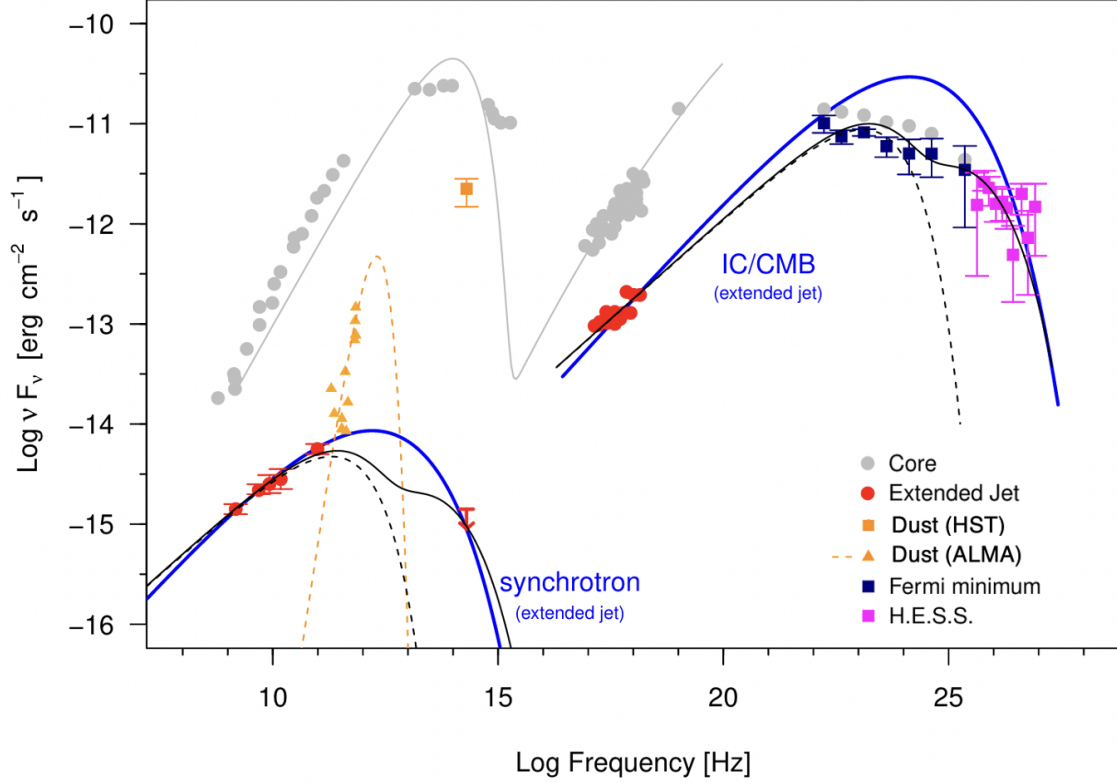 Log ν Fν [erg cm−2 s−1]
−10
−11
−12
−13
−14
−15
−16
IC/CMB
(extended jet)
synchrotron
(extended jet)
Core
Extended Jet
Dust (HST)
Dust (ALMA)
Fermi minimum
H.E.S.S.
10 15 20 25
Log Frequency [Hz]